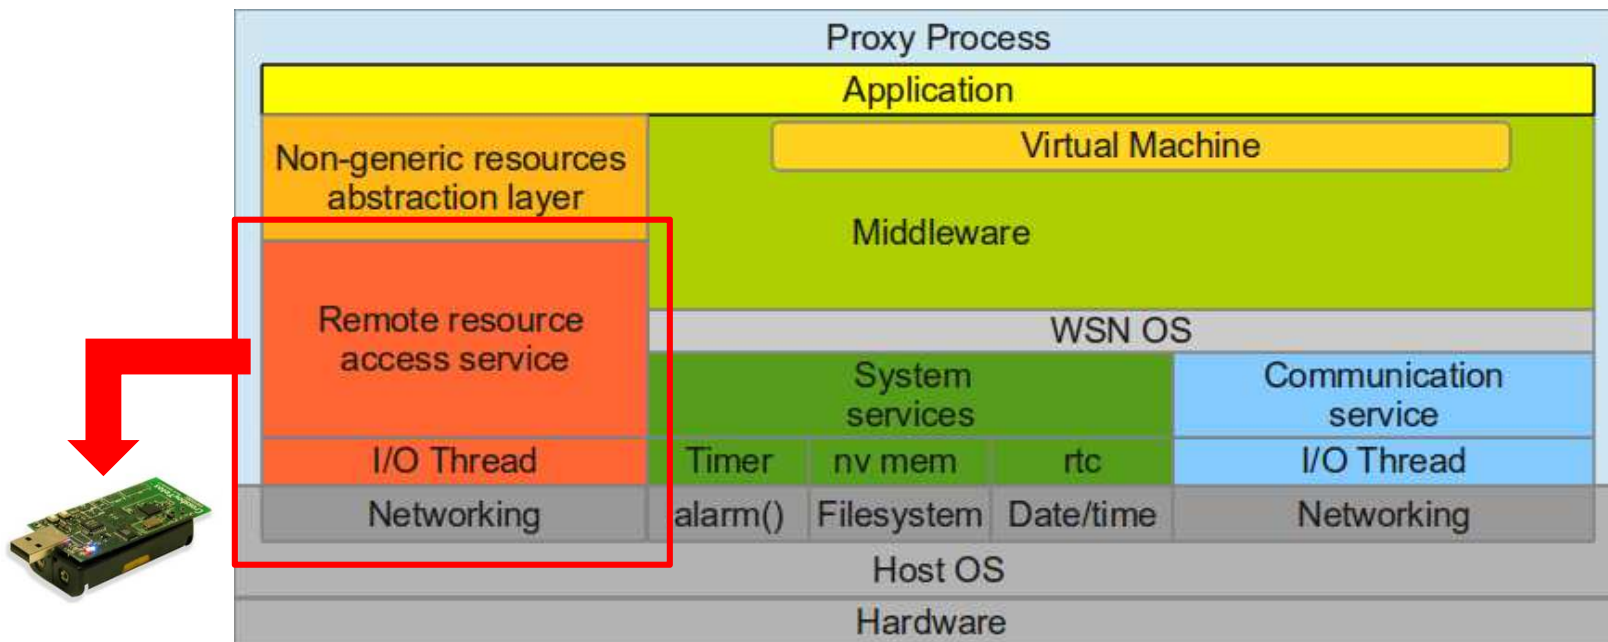 Proxy Process
Application
Non-generic resources
abstraction layer
Virtual Machine
Middleware
Remote resource
access service
WSN OS
System
services
Communication
service
I/O Thread
Timer
nv mem
rtc
I/O Thread
Networking
alarm()
Filesystem
Date/time
Networking
Host OS
Hardware